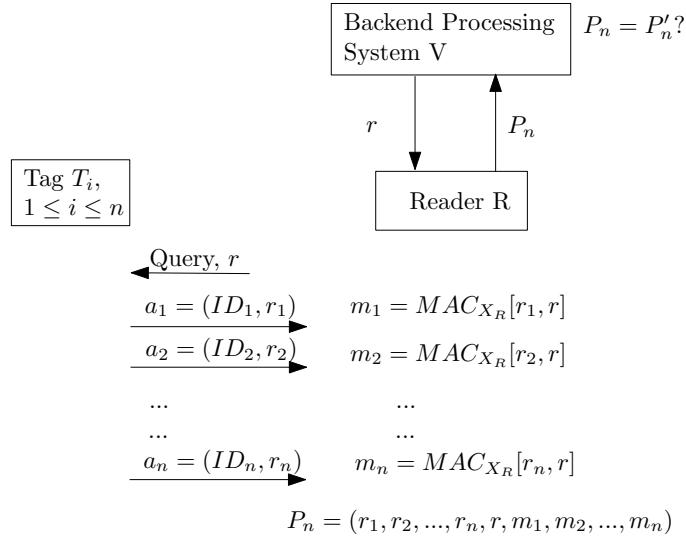 Backend Processing
System V
P_n = P'_n?
r
P_n
Tag T_i,
1 ≤ i ≤ n
Reader R
Query, r
a_1 = (ID_1, r_1)
m_1 = MAC_{X_R}[r_1, r]
a_2 = (ID_2, r_2)
m_2 = MAC_{X_R}[r_2, r]
... ...
... ...
a_n = (ID_n, r_n)
m_n = MAC_{X_R}[r_n, r]
P_n = (r_1, r_2, ..., r_n, r, m_1, m_2, ..., m_n)